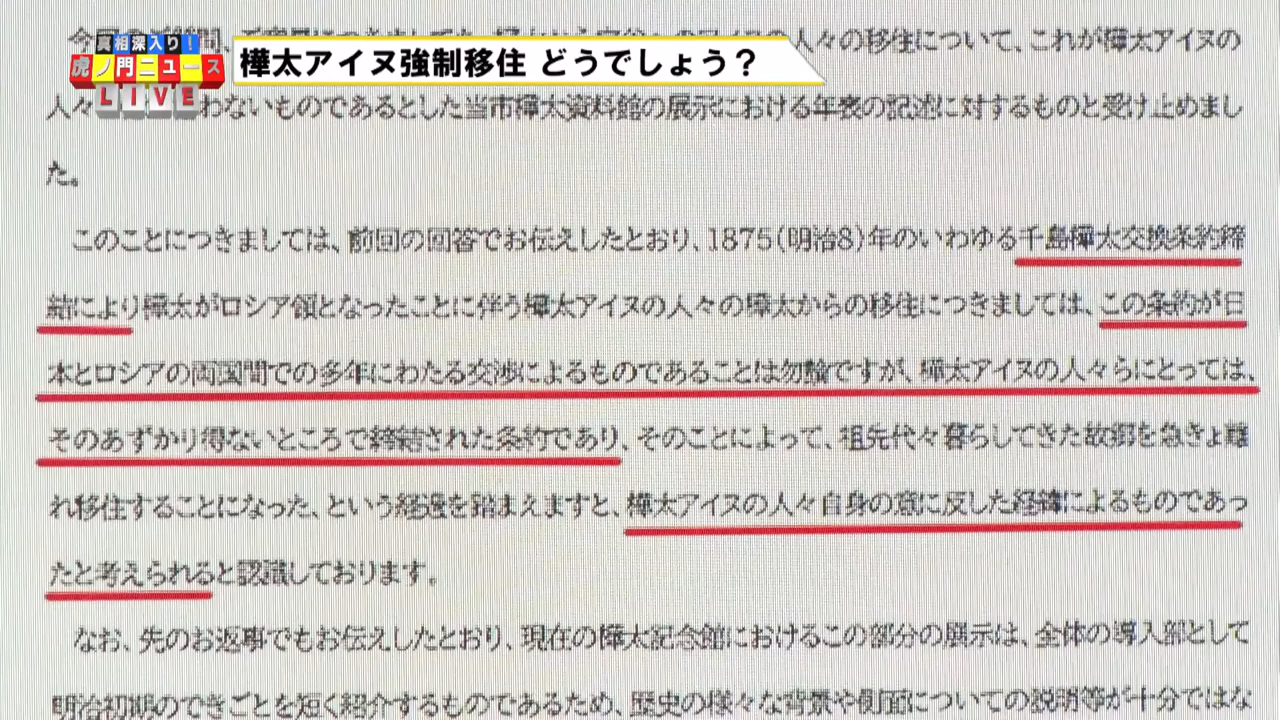 真相深入り!
虎ノ門ニュース
LIVE
樺太アイヌ強制移住 どうでしょう?
の移住について、これが樺太アイヌの
人々
わないものであるとした当市樺太資料館の展示における年表の記述に対するものと受け止めまし
た。
このことにつきましては、前回の回答でお伝えしたとおり、1875(明治8)年のいわゆる千島樺太交換条約締
結により樺太がロシア領となったことに伴う樺太アイヌの人々の樺太からの移住につきましては、この条約が日
本とロシアの両国間での多年にわたる交渉によるものであることは勿論ですが、樺太アイヌの人々らにとっては、
そのあずかり得ないところで締結された条約であり、そのことによって、祖先代々暮らしてきた故郷を急きょ離
れ移住することになった、という経過を踏まえますと、樺太アイヌの人々自身の意に反した経緯によるものであっ
たと考えられると認識しております。
なお、先のお返事でもお伝えしたとおり、現在の樺太記念館におけるこの部分の展示は、全体の導入部として
明治初期のできごとを短く紹介するものであるため、歴史の様々な背景や側面についての説明等が十分ではな